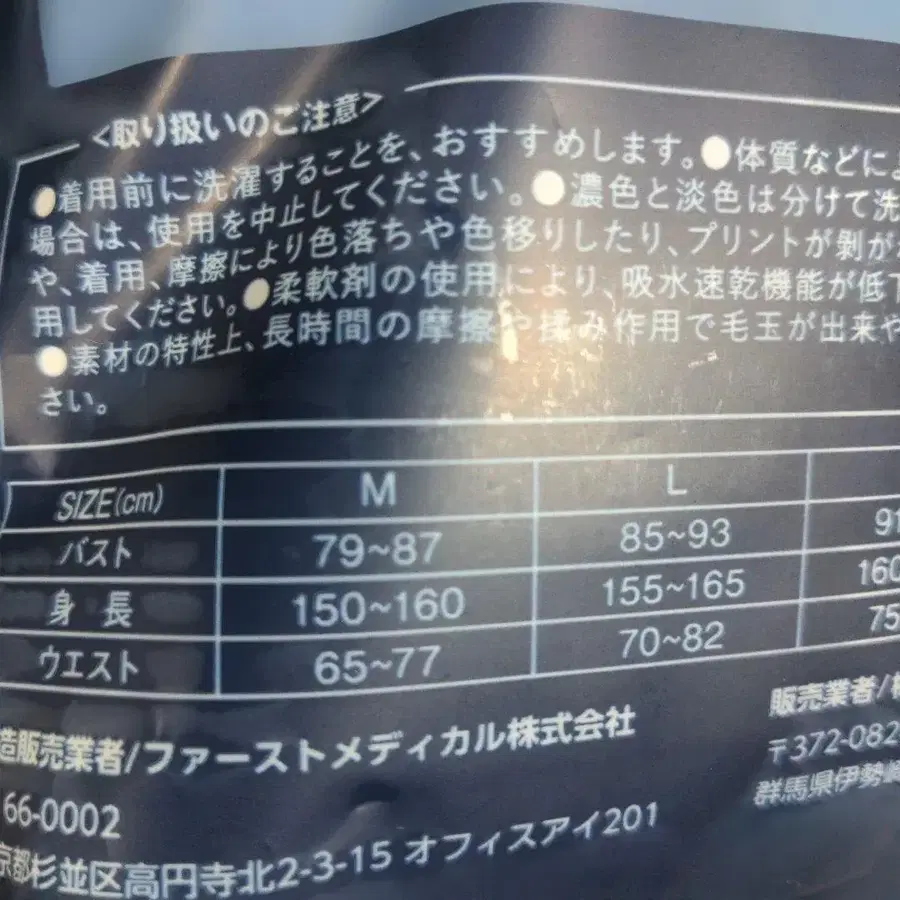 <取り扱いのご注意>
●着用前に洗濯することを、おすすめします。●体質などによ
場合は、使用を中止してください。●濃色と淡色は分けて洗
や、着用、摩擦により色落ちや色移りしたり、プリントが剥が
用してください。●柔軟剤の使用により、吸水速乾機能が低下
●素材の特性上、長時間の摩擦や揉み作用で毛玉が出来や
さい。
SIZE(cm) M L
バスト 79~87 85~93 91
身長 150~160 155~165 160
ウエスト 65~77 70~82 75
造販売業者/ファーストメディカル株式会社
66-0002
京都杉並区高円寺北2-3-15 オフィスアイ201
販売業者/株
〒372-082
群馬県伊勢崎